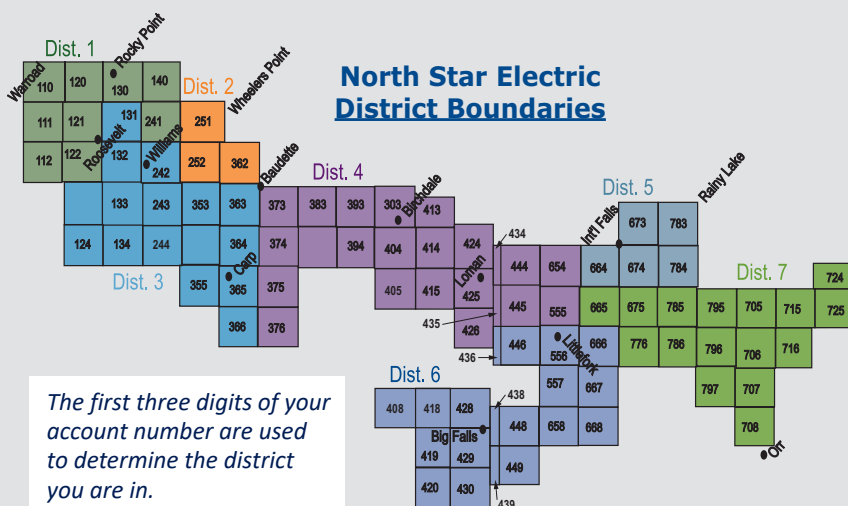 North Star Electric
District Boundaries
Dist. 1
Rocky Point
Warroad
110 120 130 140
Dist. 2
Wheelers Point
111 121 131 241 251
Roosevelt
Williams
112 122 132 242 252 362
Baudette
Dist. 4
133 243 353 363 373 383 393 303 413
Birchdale
124 134 244 364 374 394 404 414 424
434
Dist. 3
Carp
355 365 375 405 415 425
Loman
435
366 376 426
436
Dist. 5
Rainy Lake
Int'l Falls
673 783
444 654 664 674 784
Dist. 7
724
445 555 665 675 785 795 705 715 725
446 556 666 776 786 796 706 716
Littlefork
557 667 797 707
Dist. 6
438
408 418 428 448 658 668 708
Big Falls
Orr
419 429 449
420 430
439
The first three digits of your
account number are used
to determine the district
you are in.